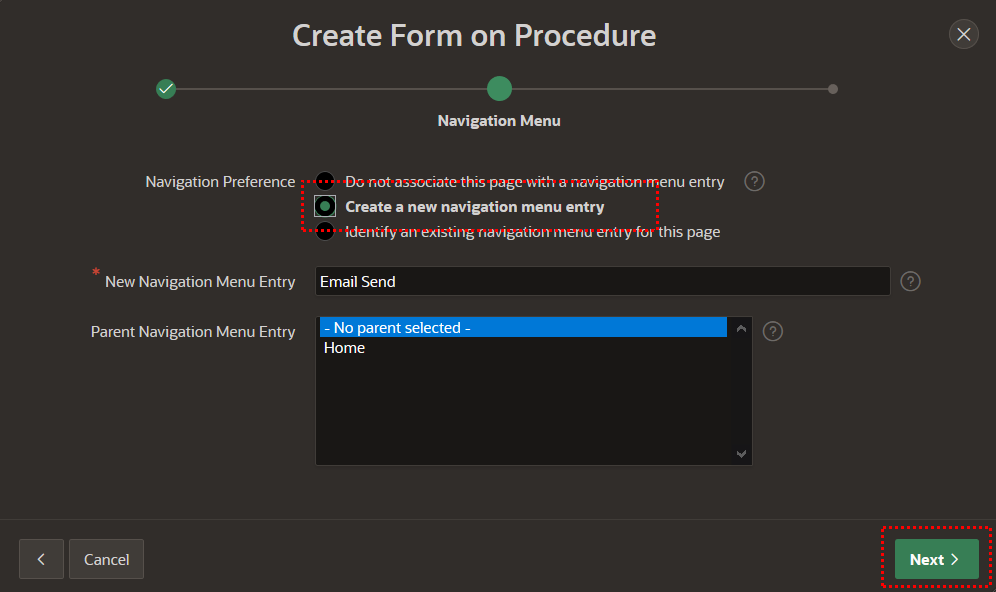 Create Form on Procedure
Navigation Menu
Navigation Preference
Do not associate this page with a navigation menu entry
?
Create a new navigation menu entry
Identify an existing navigation menu entry for this page
* New Navigation Menu Entry
Email Send
?
Parent Navigation Menu Entry
- No parent selected -
?
Home
Cancel
Next